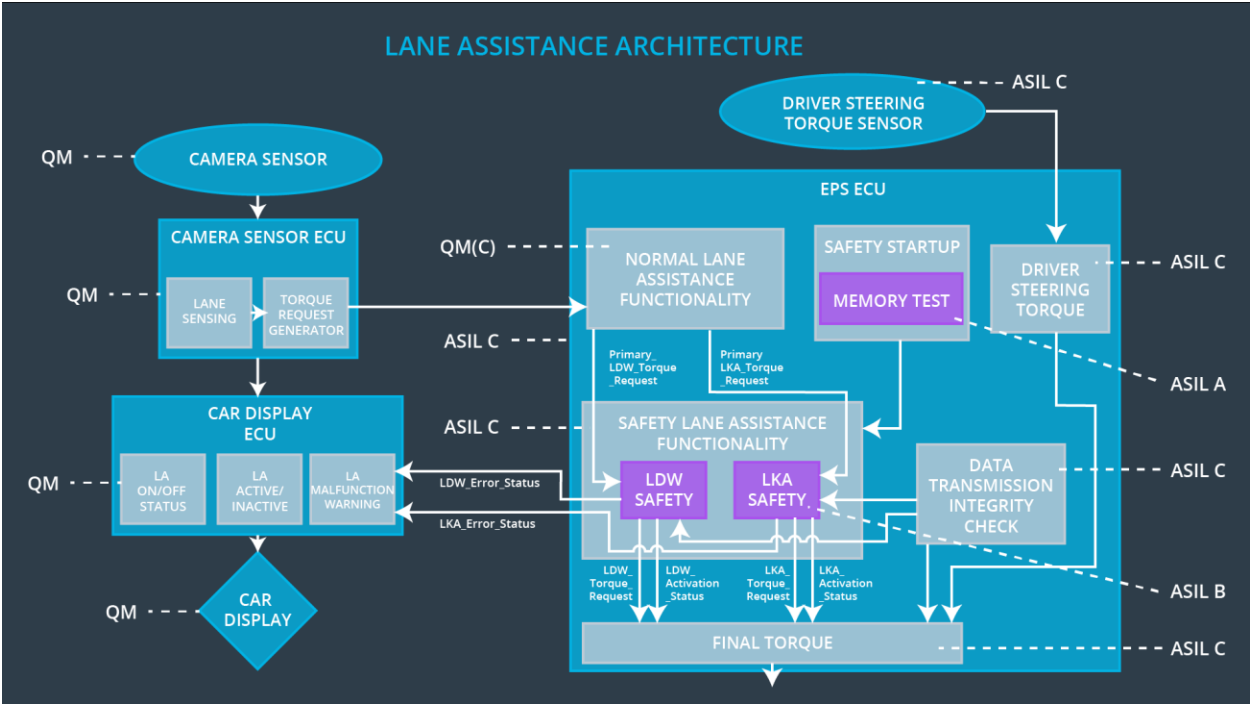 LANE ASSISTANCE ARCHITECTURE
ASIL C
DRIVER STEERING
TORQUE SENSOR
QM
CAMERA SENSOR
EPS ECU
CAMERA SENSOR ECU
QM(C)
NORMAL LANE
ASSISTANCE
FUNCTIONALITY
SAFETY STARTUP
MEMORY TEST
DRIVER
STEERING
TORQUE
ASIL C
QM
LANE
SENSING
TORQUE
REQUEST
GENERATOR
ASIL C
Primary_
LDW_Torque
_Request
Primary
LKA_Torque
_Request
ASIL A
CAR DISPLAY
ECU
ASIL C
SAFETY LANE ASSISTANCE
FUNCTIONALITY
QM
LA
ON/OFF
STATUS
LA
ACTIVE/
INACTIVE
LA
MALFUNCTION
WARNING
LDW_Error_Status
LKA_Error_Status
LDW
SAFETY
LKA
SAFETY
DATA
TRANSMISSION
INTEGRITY
CHECK
ASIL C
LDW_
Torque_
Request
LDW_
Activation
_Status
LKA_
Torque_
Request
LKA_
Activation
_Status
ASIL B
QM
CAR
DISPLAY
FINAL TORQUE
ASIL C